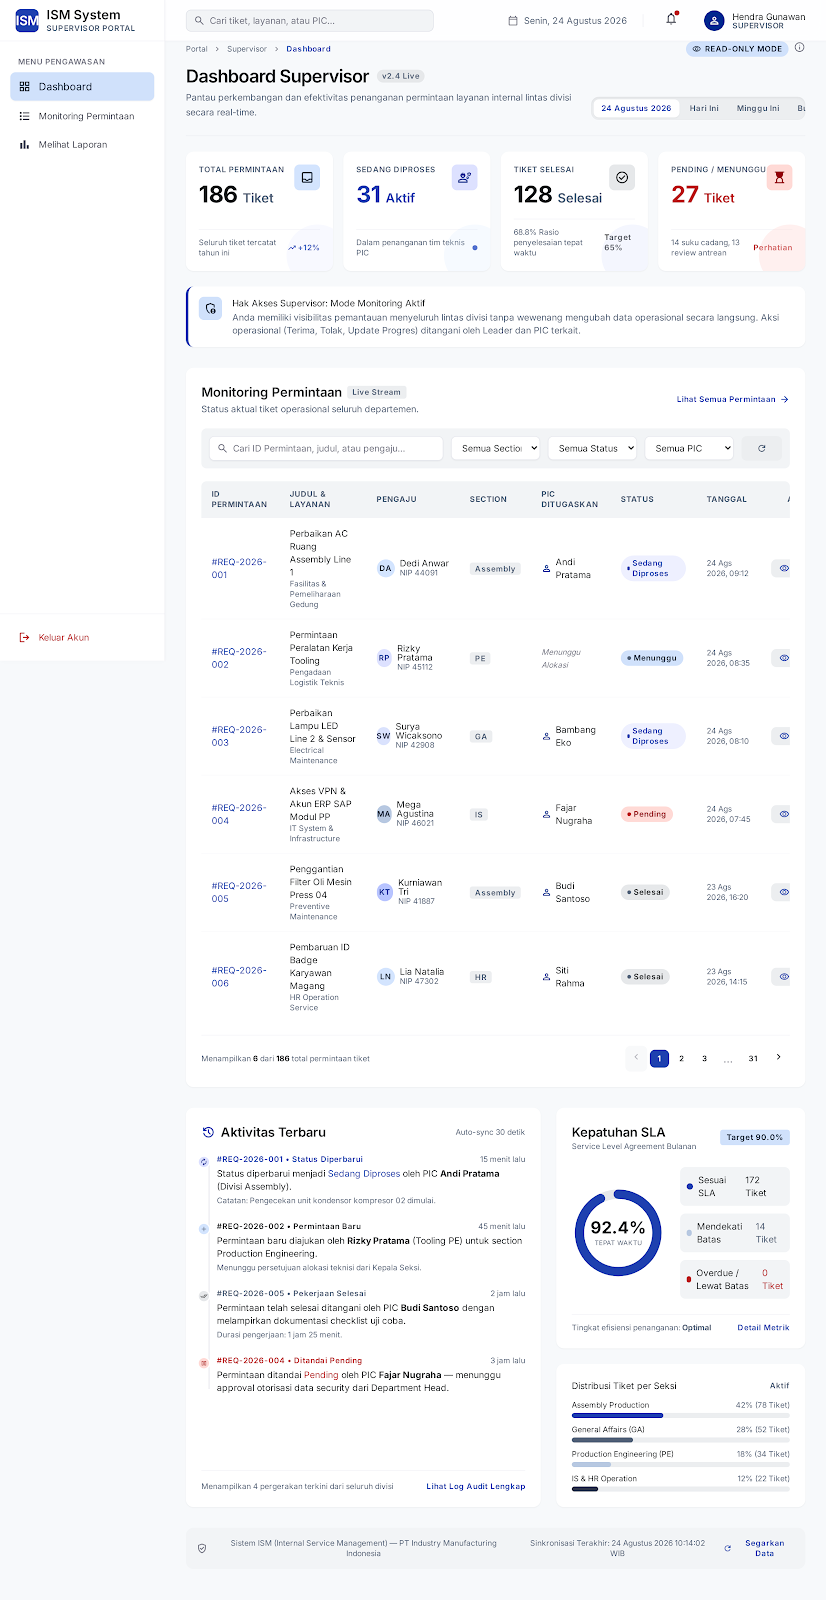 ISM
ISM System
SUPERVISOR PORTAL
Cari tiket, layanan, atau PIC...
Senin, 24 Agustus 2026
Hendra Gunawan
SUPERVISOR
MENU PENGAWASAN
Dashboard
Monitoring Permintaan
Melihat Laporan
Keluar Akun
Portal > Supervisor > Dashboard
READ-ONLY MODE
Dashboard Supervisor
v2.4 Live
Pantau perkembangan dan efektivitas penanganan permintaan layanan internal lintas divisi
secara real-time.
24 Agustus 2026
Hari Ini
Minggu Ini
Bu
TOTAL PERMINTAAN
186 Tiket
Seluruh tiket tercatat
tahun ini
+12%
SEDANG DIPROSES
31 Aktif
Dalam penanganan tim teknis
PIC
TIKET SELESAI
128 Selesai
68.8% Rasio
penyelesaian tepat
waktu
Target
65%
PENDING / MENUNGGU
27 Tiket
14 suku cadang, 13
review antrean
Perhatian
Hak Akses Supervisor: Mode Monitoring Aktif
Anda memiliki visibilitas pemantauan menyeluruh lintas divisi tanpa wewenang mengubah data operasional secara langsung. Aksi
operasional (Terima, Tolak, Update Progres) ditangani oleh Leader dan PIC terkait.
Monitoring Permintaan
Live Stream
Status aktual tiket operasional seluruh departemen.
Lihat Semua Permintaan →
Cari ID Permintaan, judul, atau pengaju...
Semua Section
Semua Status
Semua PIC
ID
PERMINTAAN
JUDUL &
LAYANAN
PENGAJU
SECTION
PIC
DITUGASKAN
STATUS
TANGGAL
A
#REQ-2026-
001
Perbaikan AC
Ruang
Assembly Line
1
Fasilitas &
Pemeliharaan
Gedung
DA
Dedi Anwar
NIP 44091
Assembly
Andi
Pratama
Sedang
Diproses
24 Ags
2026, 09:12
#REQ-2026-
002
Permintaan
Peralatan Kerja
Tooling
Pengadaan
Logistik Teknis
RP
Rizky
Pratama
NIP 45112
PE
Menunggu
Alokasi
Menunggu
24 Ags
2026, 08:35
#REQ-2026-
003
Perbaikan
Lampu LED
Line 2 & Sensor
Electrical
Maintenance
SW
Surya
Wicaksono
NIP 42908
GA
Bambang
Eko
Sedang
Diproses
24 Ags
2026, 08:10
#REQ-2026-
004
Akses VPN &
Akun ERP SAP
Modul PP
IT System &
Infrastructure
MA
Mega
Agustina
NIP 46021
IS
Fajar
Nugraha
Pending
24 Ags
2026, 07:45
#REQ-2026-
005
Penggantian
Filter Oli Mesin
Press 04
Preventive
Maintenance
KT
Kurniawan
Tri
NIP 41887
Assembly
Budi
Santoso
Selesai
23 Ags
2026, 16:20
#REQ-2026-
006
Pembaruan ID
Badge
Karyawan
Magang
HR Operation
Service
LN
Lia Natalia
NIP 47302
HR
Siti
Rahma
Selesai
23 Ags
2026, 14:15
Menampilkan 6 dari 186 total permintaan tiket
‹ 1 2 3 ... 31 ›
Aktivitas Terbaru
Auto-sync 30 detik
#REQ-2026-001 • Status Diperbarui
15 menit lalu
Status diperbarui menjadi Sedang Diproses oleh PIC Andi Pratama
(Divisi Assembly).
Catatan: Pengecekan unit kondensor kompresor 02 dimulai.
#REQ-2026-002 • Permintaan Baru
45 menit lalu
Permintaan baru diajukan oleh Rizky Pratama (Tooling PE) untuk section
Production Engineering.
Menunggu persetujuan alokasi teknisi dari Kepala Seksi.
#REQ-2026-005 • Pekerjaan Selesai
2 jam lalu
Permintaan telah selesai ditangani oleh PIC Budi Santoso dengan
melampirkan dokumentasi checklist uji coba.
Durasi pengerjaan: 1 jam 25 menit.
#REQ-2026-004 • Ditandai Pending
3 jam lalu
Permintaan ditandai Pending oleh PIC Fajar Nugraha — menunggu
approval otorisasi data security dari Department Head.
Menampilkan 4 pergerakan terkini dari seluruh divisi
Lihat Log Audit Lengkap
Kepatuhan SLA
Service Level Agreement Bulanan
Target 90.0%
92.4%
TEPAT WAKTU
Sesuai
SLA
172
Tiket
Mendekati
Batas
14
Tiket
Overdue /
Lewat Batas
0
Tiket
Tingkat efisiensi penanganan: Optimal
Detail Metrik
Distribusi Tiket per Seksi
Aktif
Assembly Production
42% (78 Tiket)
General Affairs (GA)
28% (52 Tiket)
Production Engineering (PE)
18% (34 Tiket)
IS & HR Operation
12% (22 Tiket)
Sistem ISM (Internal Service Management) — PT Industry Manufacturing
Indonesia
Sinkronisasi Terakhir: 24 Agustus 2026 10:14:02
WIB
Segarkan
Data